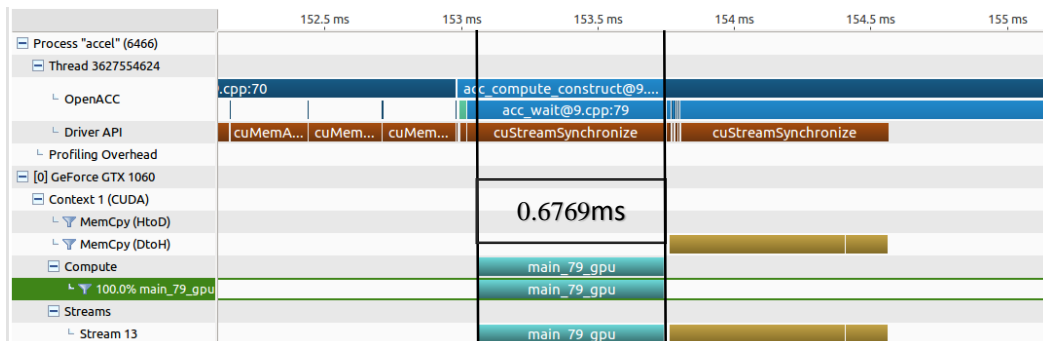 152.5 ms 153 ms 153.5 ms 154 ms 154.5 ms 155 ms
Process "accel" (6466)
Thread 3627554624
OpenACC
.cpp:70 acc_compute_construct@9....
acc_wait@9.cpp:79
Driver API cuMemA... cuMem... cuMem... cuStreamSynchronize cuStreamSynchronize
Profiling Overhead
[0] GeForce GTX 1060
Context 1 (CUDA)
0.6769ms
MemCpy (HtoD)
MemCpy (DtoH)
Compute main_79_gpu
100.0% main_79_gpu main_79_gpu
Streams
Stream 13 main_79_gpu